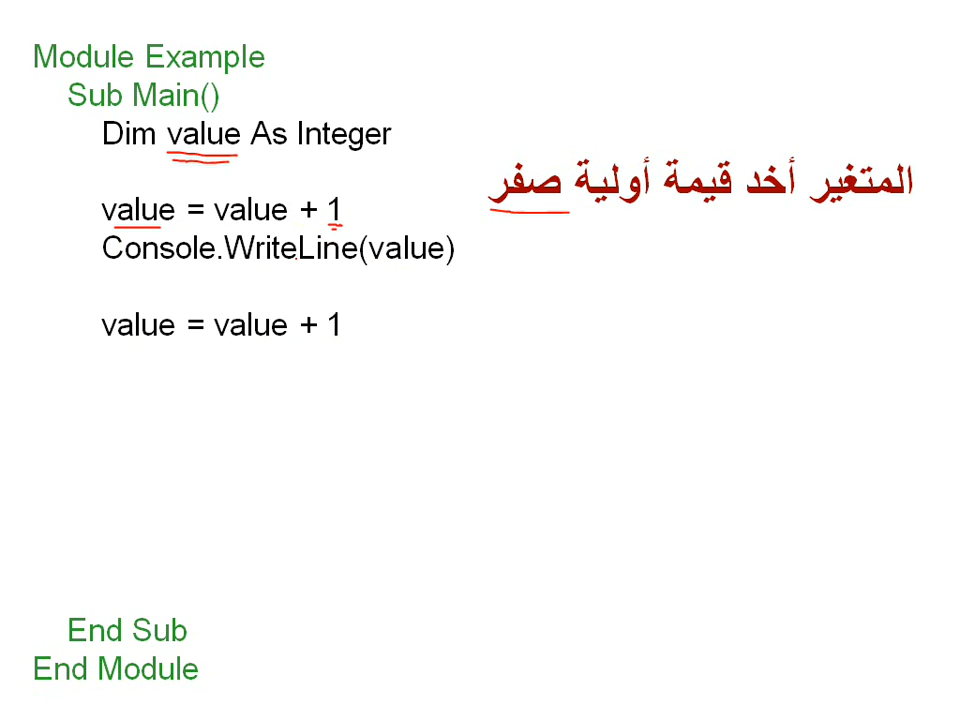 Module Example
Sub Main()
Dim value As Integer
المتغير أخد قيمة أولية صفر
value = value + 1
Console.WriteLine(value)
value = value + 1
End Sub
End Module